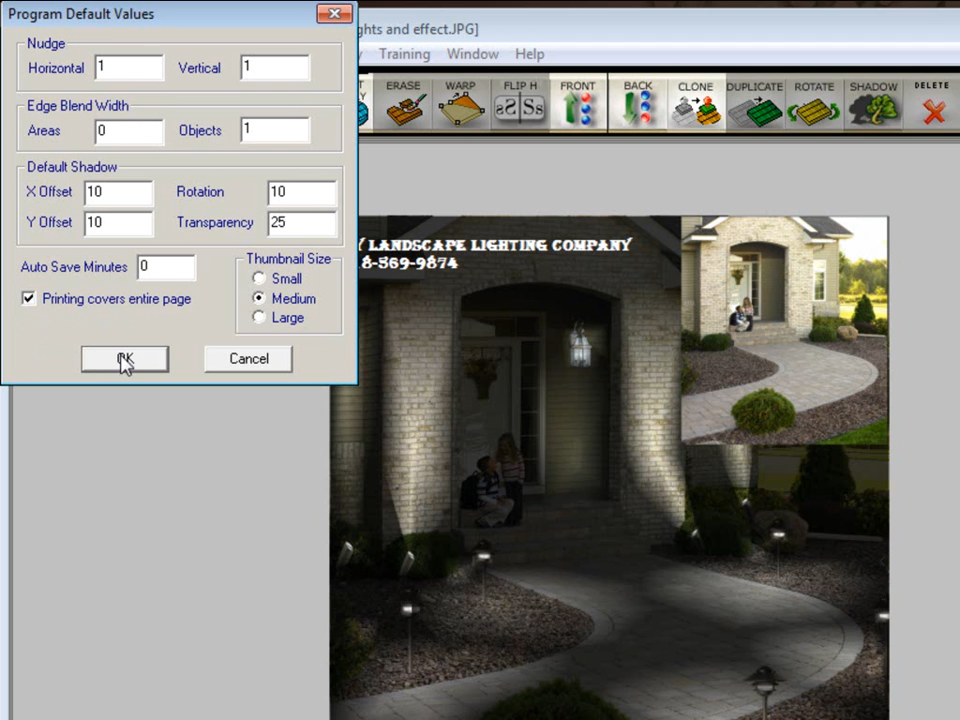 Program Default Values
Nudge
Horizontal 1 Vertical 1
Edge Blend Width
Areas 0 Objects 1
Default Shadow
X Offset 10 Rotation 10
Y Offset 10 Transparency 25
Auto Save Minutes 0
Thumbnail Size
Small
Printing covers entire page
Medium
Large
OK Cancel
ghts and effect.JPG]
Training Window Help
ERASE WARP FLIP H FRONT BACK CLONE DUPLICATE ROTATE SHADOW DELETE
LANDSCAPE LIGHTING COMPANY
8-569-9874